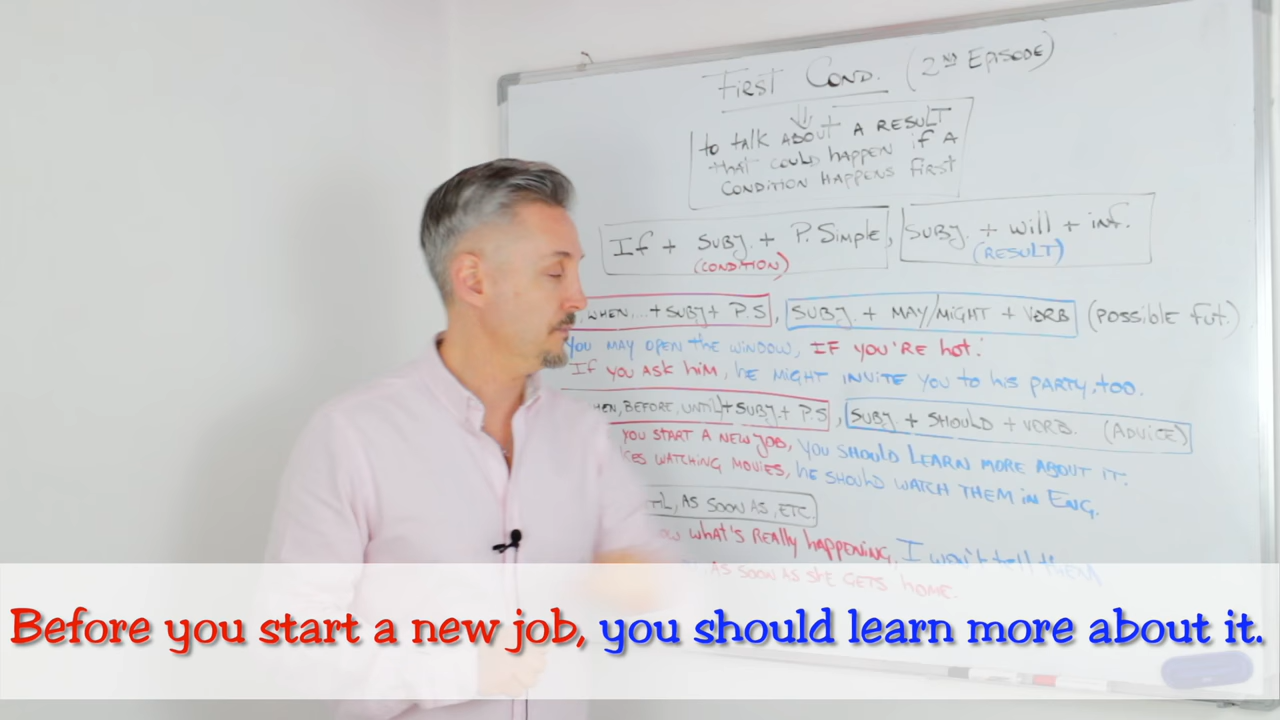 First Cond. (2ND Episode)
to talk about a result
that could happen if a
condition happens first
If + Subj. + P. Simple, Subj. + will + inf.
(condition) (result)
when... + Subj + P.S, Subj. + may/might + verb (possible fut.)
You may open the window, if you're hot.
If you ask him, he might invite you to his party, too.
before, until + Subj + P.S, Subj. + should + verb. (Advice)
you start a new job, you should learn more about it.
watching movies, he should watch them in Eng.
as soon as, etc.
what's really happening, I won't tell them
as soon as she gets home.
Before you start a new job, you should learn more about it.